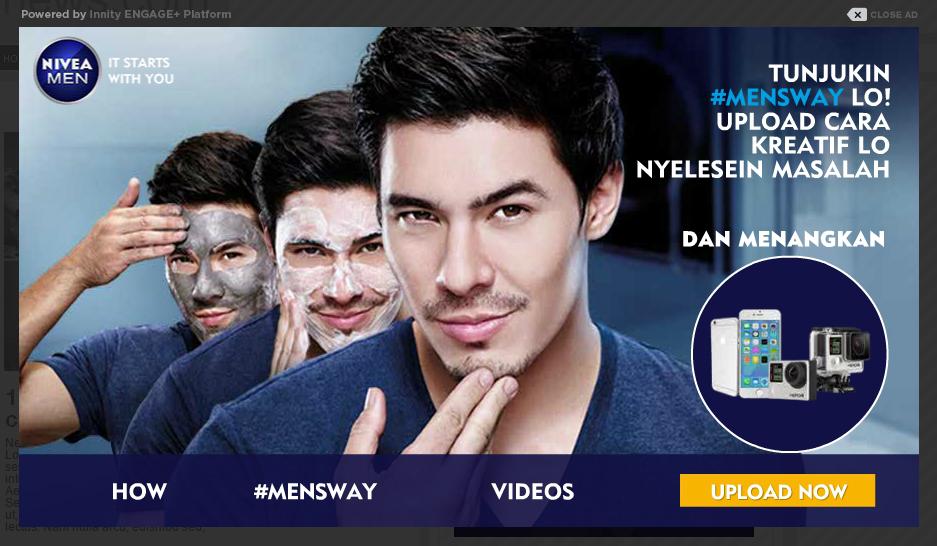 Powered by Innity ENGAGE+ Platform
CLOSE AD
NIVEA
MEN
IT STARTS
WITH YOU
TUNJUKIN
#MENSWAY LO!
UPLOAD CARA
KREATIF LO
NYELESEIN MASALAH
DAN MENANGKAN
HOW
#MENSWAY
VIDEOS
UPLOAD NOW